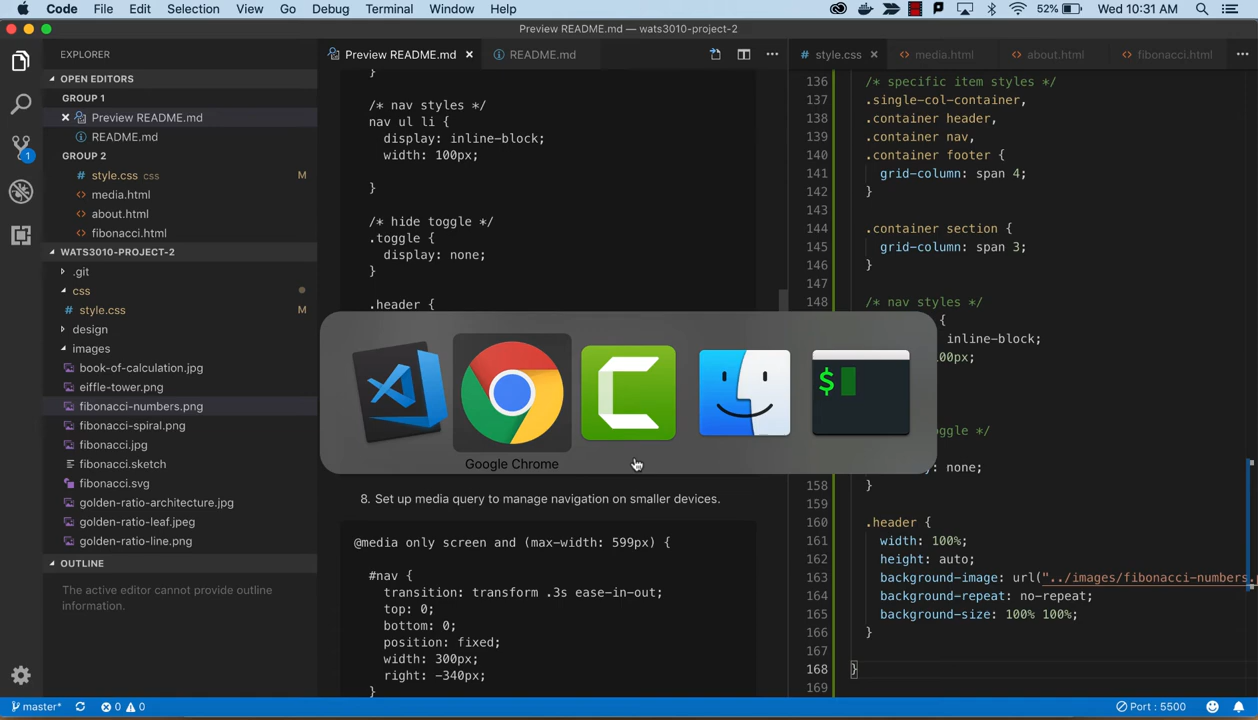 Code File Edit Selection View Go Debug Terminal Window Help 52% Wed 10:31 AM
Preview README.md — wats3010-project-2
EXPLORER
OPEN EDITORS
GROUP 1
Preview README.md
README.md
GROUP 2
style.css css M
media.html
about.html
fibonacci.html
WATS3010-PROJECT-2
.git
css
style.css M
design
images
book-of-calculation.jpg
eiffle-tower.png
fibonacci-numbers.png
fibonacci-spiral.png
fibonacci.jpg
fibonacci.sketch
fibonacci.svg
golden-ratio-architecture.jpg
golden-ratio-leaf.jpeg
golden-ratio-line.png
OUTLINE
The active editor cannot provide outline
information.
1
Preview README.md README.md
}
/* nav styles */
nav ul li {
display: inline-block;
width: 100px;
}
/* hide toggle */
.toggle {
display: none;
}
.header {
Google Chrome
$
8. Set up media query to manage navigation on smaller devices.
@media only screen and (max-width: 599px) {
#nav {
transition: transform .3s ease-in-out;
top: 0;
bottom: 0;
position: fixed;
width: 300px;
right: -340px;
}
style.css media.html about.html fibonacci.html
136 /* specific item styles */
137 .single-col-container,
138 .container header,
139 .container nav,
140 .container footer {
141 grid-column: span 4;
142 }
143
144 .container section {
145 grid-column: span 3;
146 }
147
148 /* nav styles */
{
inline-block;
px;
ggle */
y: none;
158 }
159
160 .header {
161 width: 100%;
162 height: auto;
163 background-image: url("../images/fibonacci-numbers.
164 background-repeat: no-repeat;
165 background-size: 100% 100%;
166 }
167
168 }
169
master* 0 0 Port : 5500